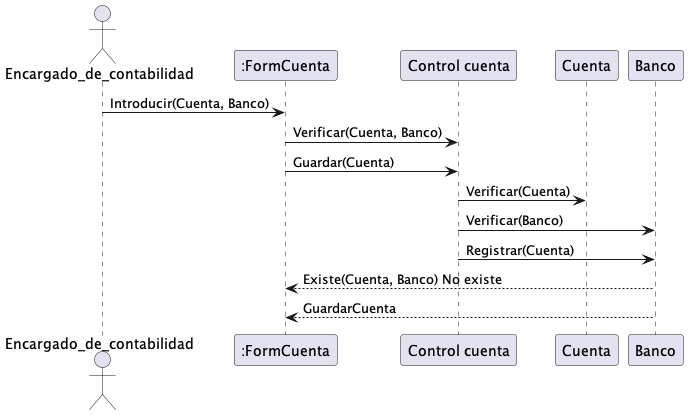 Encargado_de_contabilidad
:FormCuenta
Control cuenta
Cuenta
Banco
Introducir(Cuenta, Banco)
Verificar(Cuenta, Banco)
Guardar(Cuenta)
Verificar(Cuenta)
Verificar(Banco)
Registrar(Cuenta)
Existe(Cuenta, Banco) No existe
GuardarCuenta
Encargado_de_contabilidad
:FormCuenta
Control cuenta
Cuenta
Banco